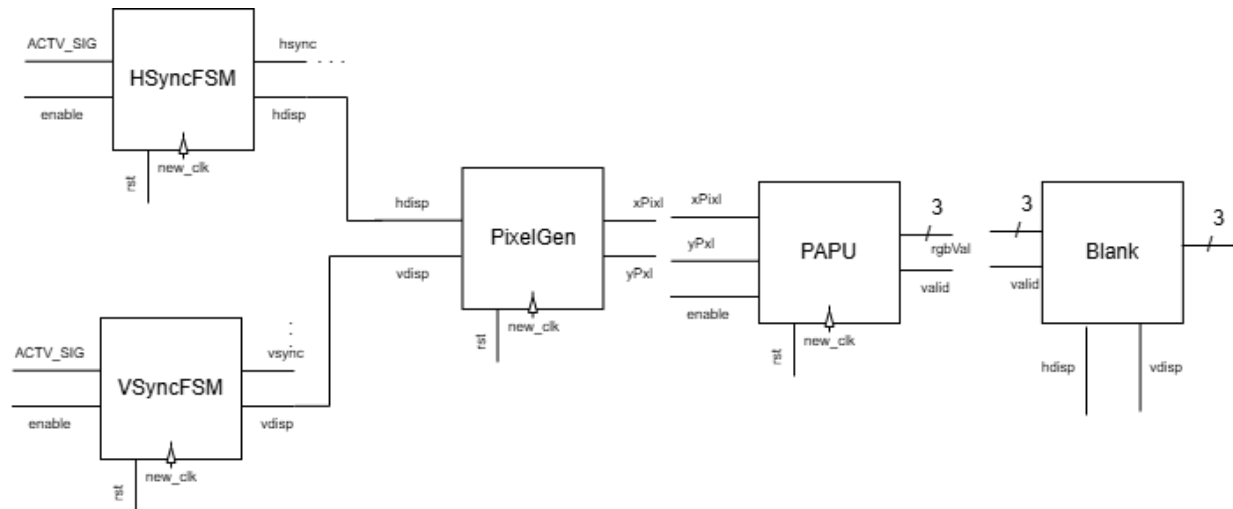 ACTV_SIG
HSyncFSM
hsync
enable
hdisp
rst
new_clk
hdisp
vdisp
PixelGen
xPixl
yPxl
rst
new_clk
xPixl
yPxl
enable
PAPU
3
rgbVal
valid
rst
new_clk
3
valid
Blank
3
hdisp
vdisp
ACTV_SIG
VSyncFSM
vsync
enable
vdisp
rst
new_clk